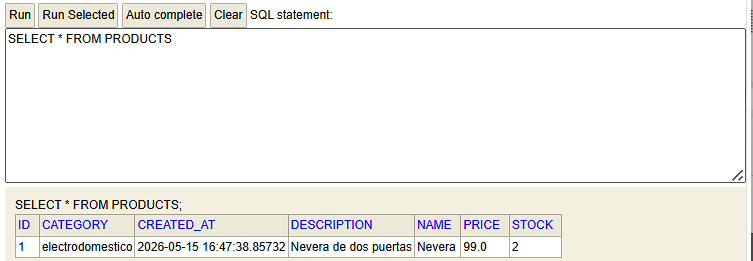 Run Run Selected Auto complete Clear SQL statement:
SELECT * FROM PRODUCTS
SELECT * FROM PRODUCTS;
ID CATEGORY CREATED_AT DESCRIPTION NAME PRICE STOCK
1 electrodomestico 2026-05-15 16:47:38.85732 Nevera de dos puertas Nevera 99.0 2